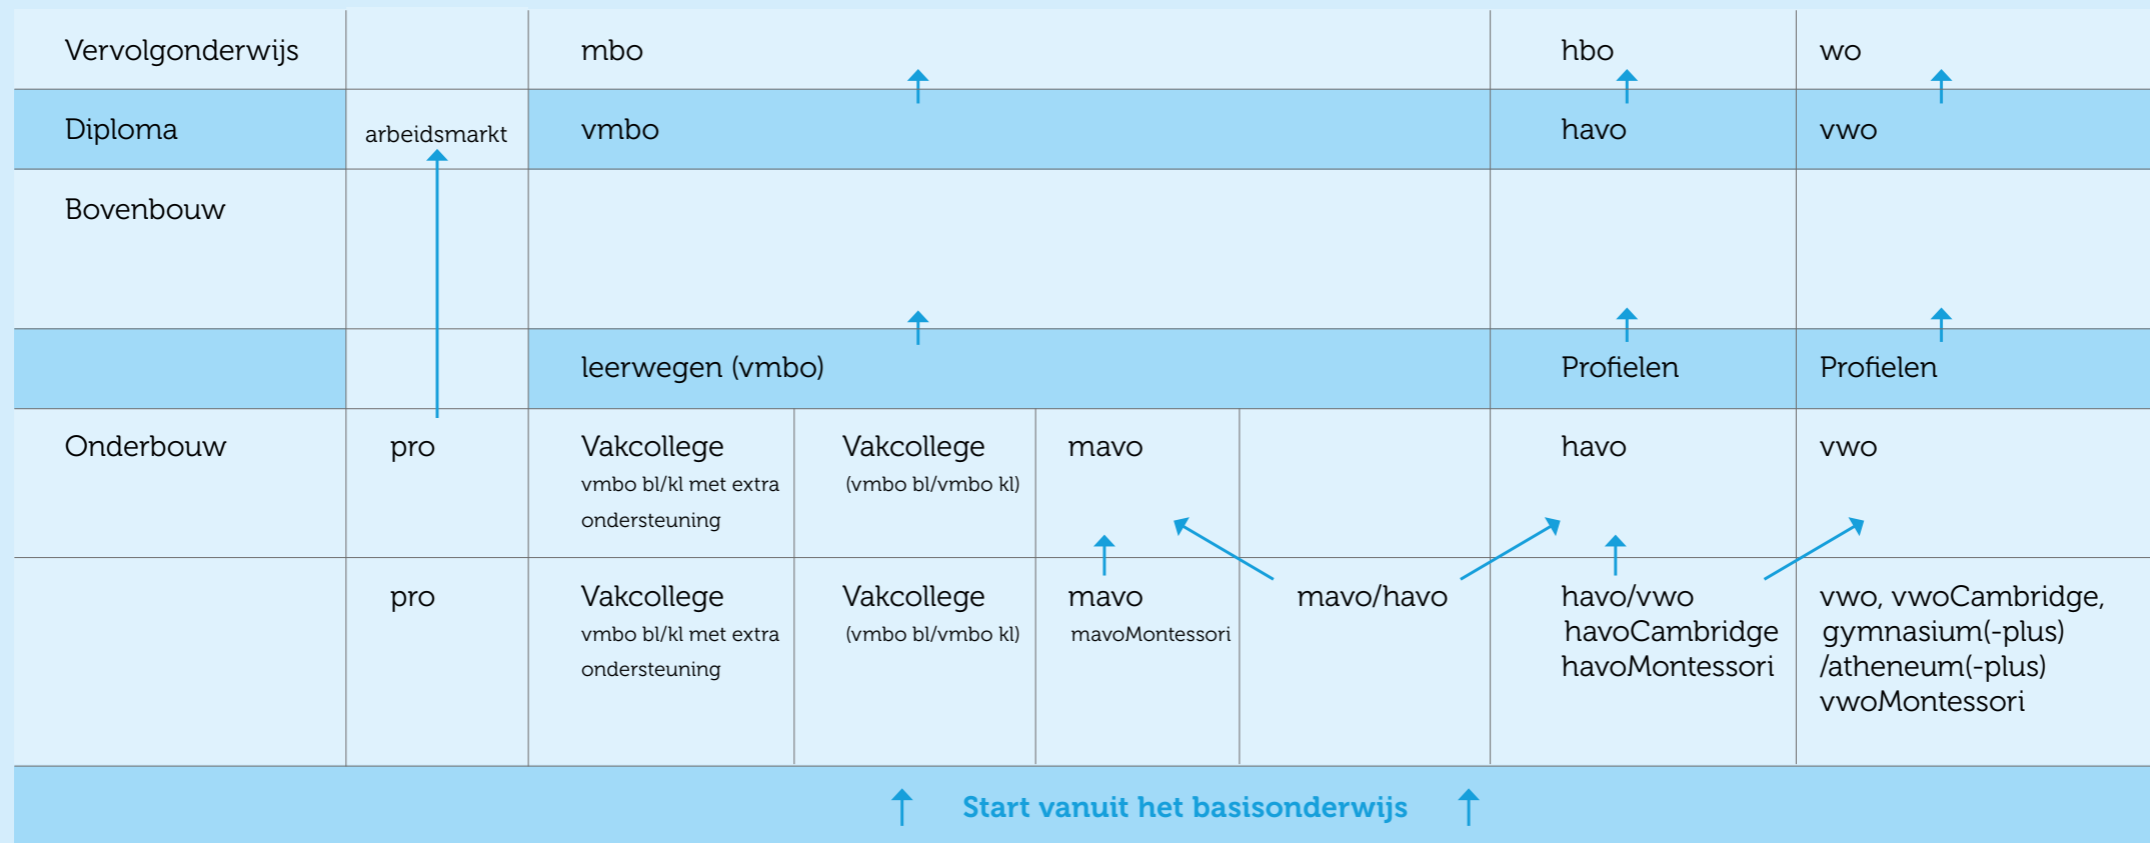 Vervolgonderwijs mbo hbo wo
Diploma arbeidsmarkt vmbo havo vwo
Bovenbouw
leerwegen (vmbo) Profielen Profielen
Onderbouw pro Vakcollege Vakcollege mavo havo vwo
vmbo bl/kl met extra (vmbo bl/vmbo kl)
ondersteuning
pro Vakcollege Vakcollege mavo mavo/havo havo/vwo vwo, vwoCambridge,
vmbo bl/kl met extra (vmbo bl/vmbo kl) mavoMontessori havoCambridge gymnasium(-plus)
ondersteuning havoMontessori /atheneum(-plus)
vwoMontessori
Start vanuit het basisonderwijs